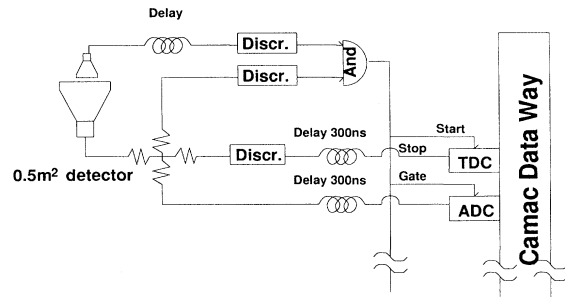 Delay
Discr.
Discr.
And
Delay 300ns
Start
Stop
Discr.
TDC
0.5m² detector
Delay 300ns
Gate
ADC
Camac Data Way